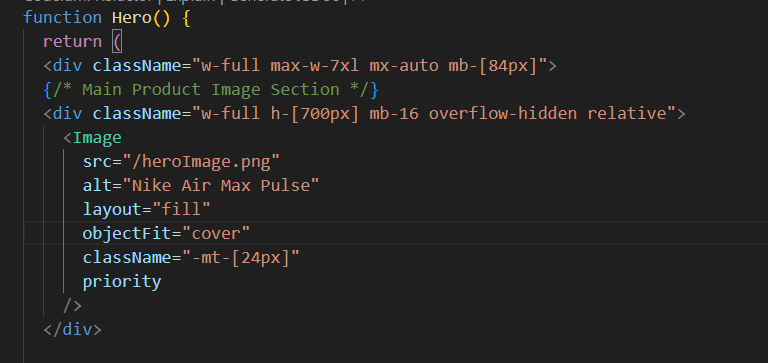 function Hero() {
return (
<div className="w-full max-w-7xl mx-auto mb-[84px]">
{/* Main Product Image Section */}
<div className="w-full h-[700px] mb-16 overflow-hidden relative">
<Image
src="/heroImage.png"
alt="Nike Air Max Pulse"
layout="fill"
objectFit="cover"
className="-mt-[24px]"
priority
/>
</div>